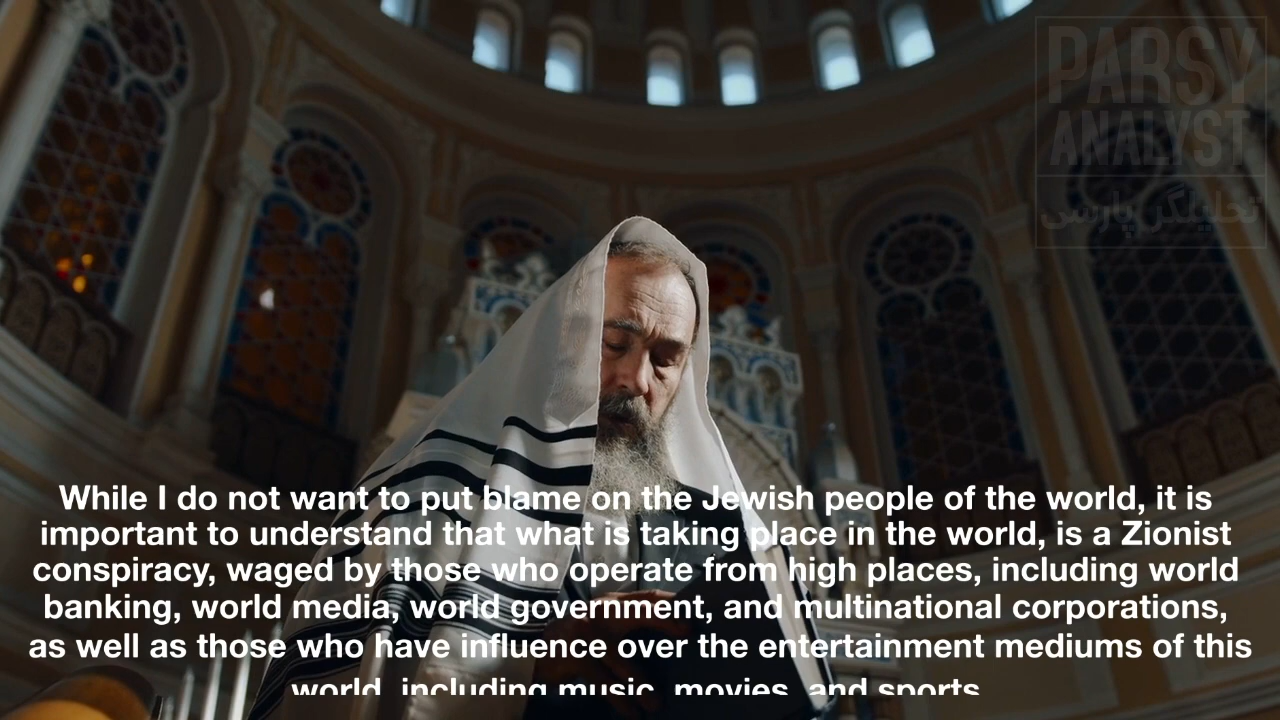 PARSY
ANALYST
تحلیلگر پارسی
While I do not want to put blame on the Jewish people of the world, it is
important to understand that what is taking place in the world, is a Zionist
conspiracy, waged by those who operate from high places, including world
banking, world media, world government, and multinational corporations,
as well as those who have influence over the entertainment mediums of this
world, including music, movies, and sports